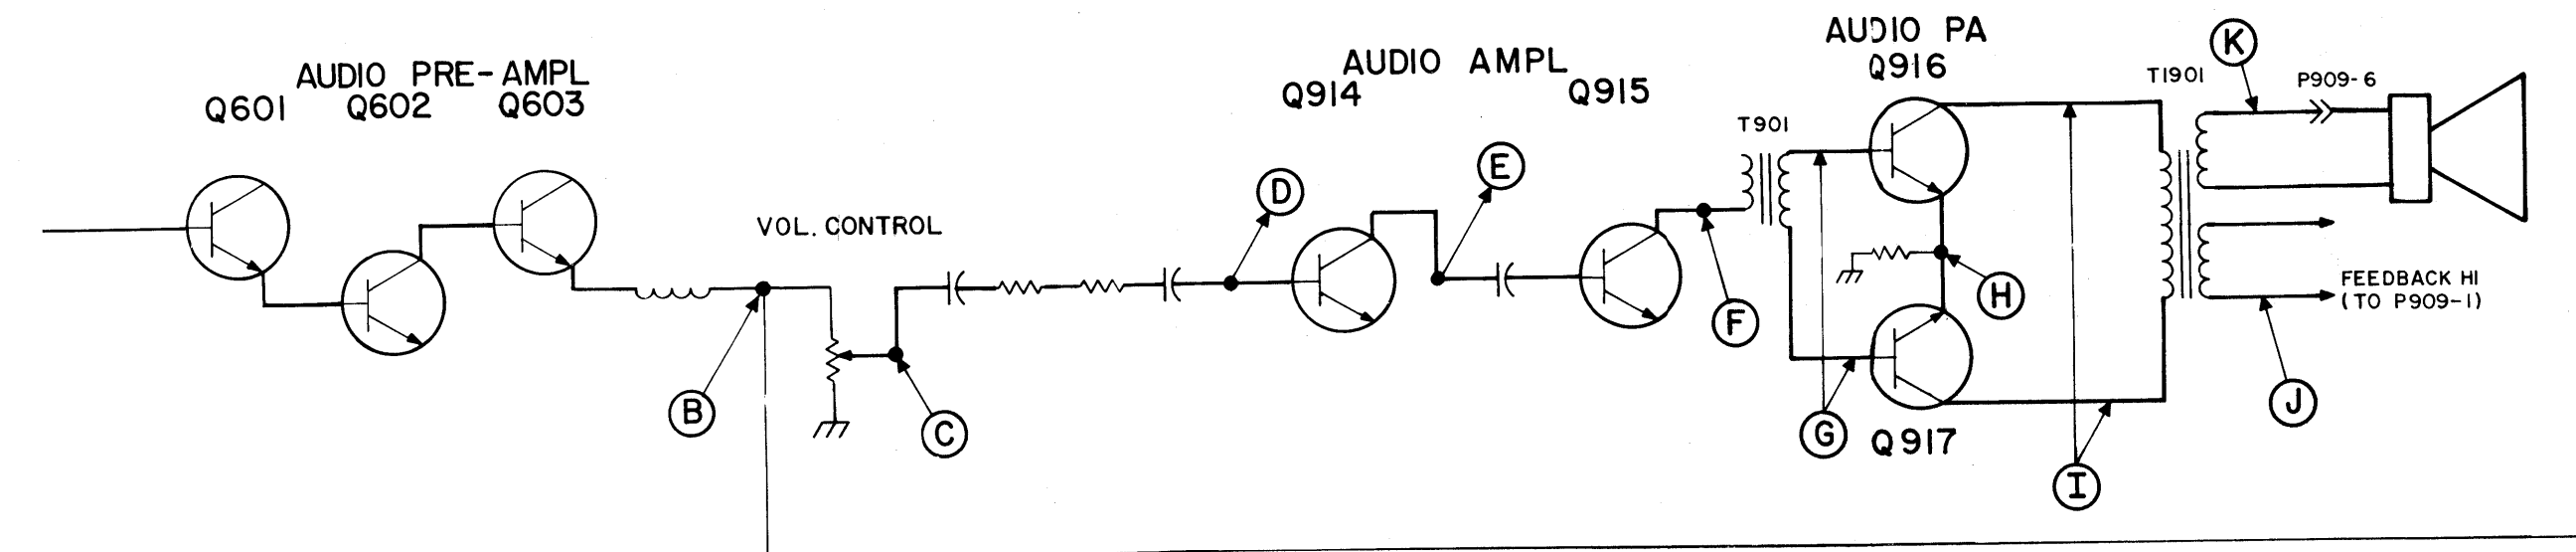 AUDIO PRE-AMPL
Q601 Q602 Q603
VOL. CONTROL
B
C
AUDIO AMPL
Q914 Q915
D
E
F
T901
AUDIO PA
Q916
G
H
Q917
I
K
T1901
P909-6
FEEDBACK HI
(TO P909-1)
J